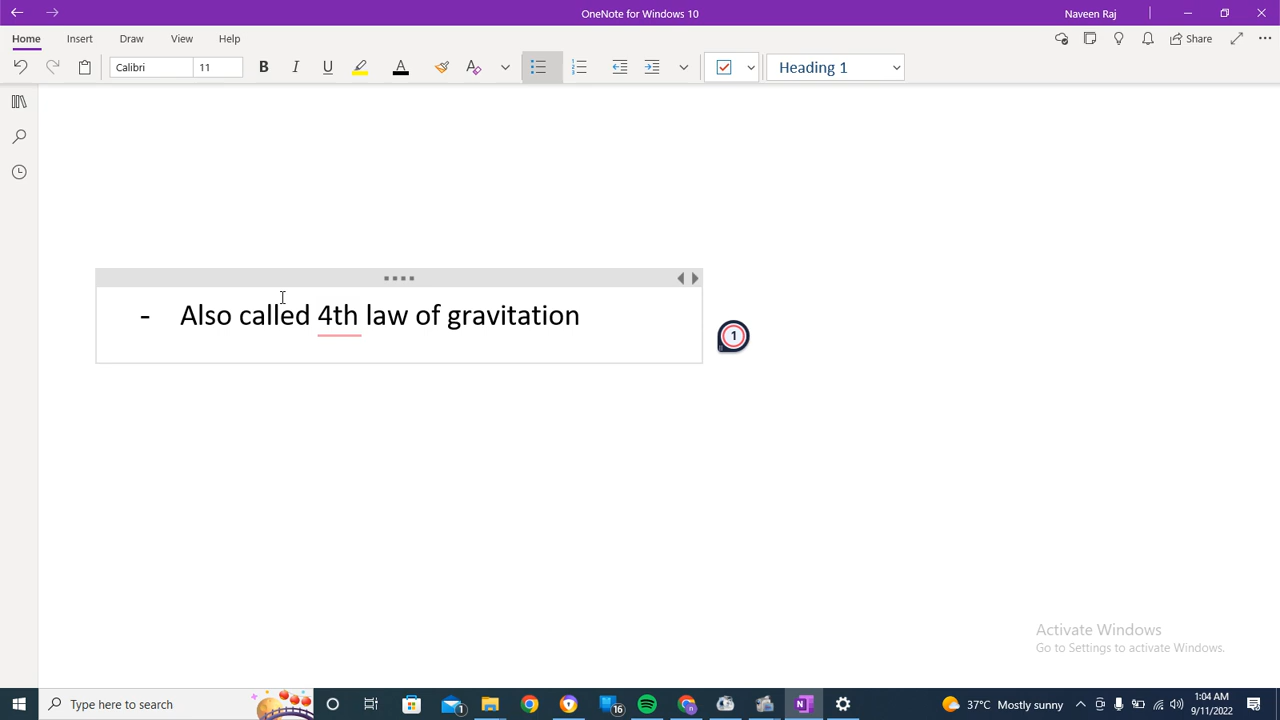 OneNote for Windows 10
Naveen Raj
Home Insert Draw View Help
Share
Calibri 11 B I U A A Heading 1
- Also called 4th law of gravitation
1
Activate Windows
Go to Settings to activate Windows.
Type here to search
1
16
n
N
37°C Mostly sunny
1:04 AM
9/11/2022